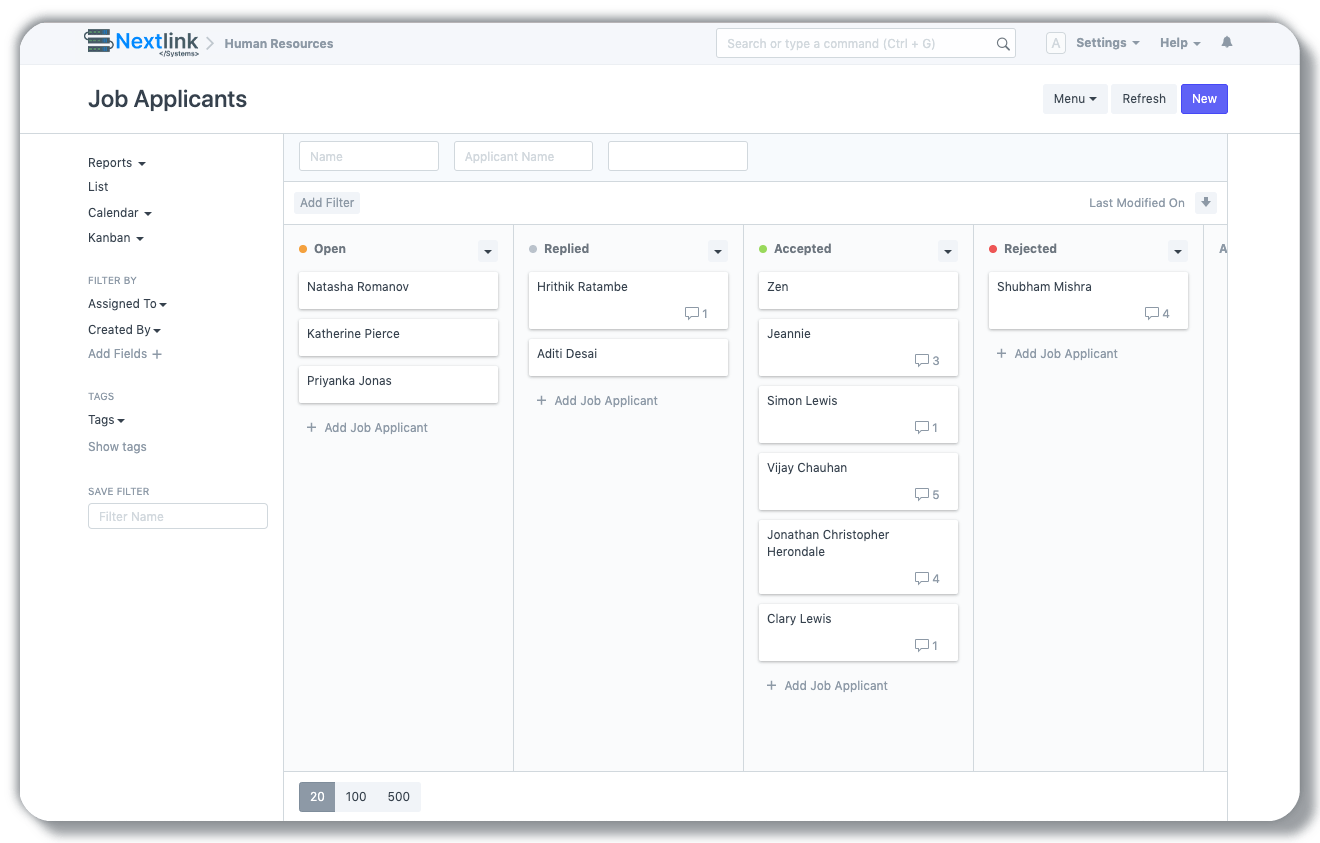 Nextlink
</Systems>
Human Resources
Search or type a command (Ctrl + G)
A
Settings
Help
Job Applicants
Menu
Refresh
New
Reports
List
Calendar
Kanban
FILTER BY
Assigned To
Created By
Add Fields +
TAGS
Tags
Show tags
SAVE FILTER
Filter Name
Name
Applicant Name
Add Filter
Last Modified On
Open
Natasha Romanov
Katherine Pierce
Priyanka Jonas
+ Add Job Applicant
Replied
Hrithik Ratambe
1
Aditi Desai
+ Add Job Applicant
Accepted
Zen
Jeannie
3
Simon Lewis
1
Vijay Chauhan
5
Jonathan Christopher
Herondale
4
Clary Lewis
1
+ Add Job Applicant
Rejected
Shubham Mishra
4
+ Add Job Applicant
20
100
500